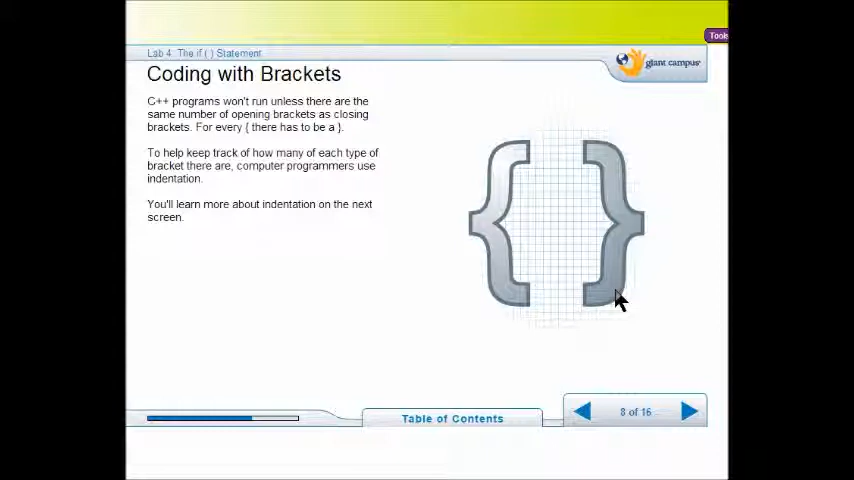 Tools
Lab 4  The if ( ) Statement
giant campus
Coding with Brackets
C++ programs won't run unless there are the
same number of opening brackets as closing
brackets. For every { there has to be a }.
To help keep track of how many of each type of
bracket there are, computer programmers use
indentation.
You'll learn more about indentation on the next
screen.
{ }
Table of Contents
8 of 16